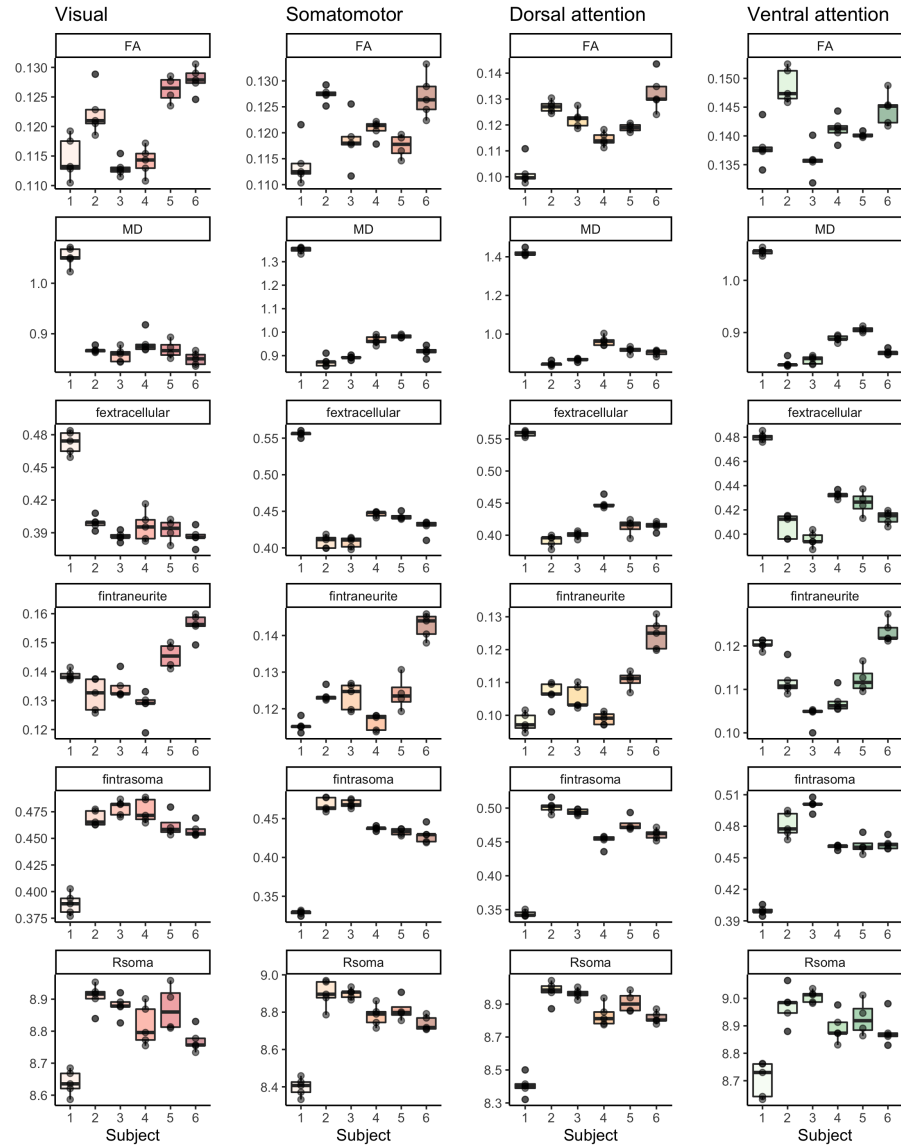 Visual Somatomotor Dorsal attention Ventral attention
FA FA FA FA
0.130 0.125 0.120 0.115 0.110
0.130 0.125 0.120 0.115 0.110
0.14 0.13 0.12 0.11 0.10
0.150 0.145 0.140 0.135
1 2 3 4 5 6 1 2 3 4 5 6 1 2 3 4 5 6 1 2 3 4 5 6
MD MD MD MD
1.0 0.9
1.3 1.2 1.1 1.0 0.9
1.4 1.2 1.0
1.0 0.9
1 2 3 4 5 6 1 2 3 4 5 6 1 2 3 4 5 6 1 2 3 4 5 6
fextracellular fextracellular fextracellular fextracellular
0.48 0.45 0.42 0.39
0.55 0.50 0.45 0.40
0.55 0.50 0.45 0.40
0.48 0.46 0.44 0.42 0.40
1 2 3 4 5 6 1 2 3 4 5 6 1 2 3 4 5 6 1 2 3 4 5 6
fintraneurite fintraneurite fintraneurite fintraneurite
0.16 0.15 0.14 0.13 0.12
0.14 0.13 0.12
0.13 0.12 0.11 0.10
0.12 0.11 0.10
1 2 3 4 5 6 1 2 3 4 5 6 1 2 3 4 5 6 1 2 3 4 5 6
fintrasoma fintrasoma fintrasoma fintrasoma
0.475 0.450 0.425 0.400 0.375
0.45 0.40 0.35
0.50 0.45 0.40 0.35
0.51 0.48 0.45 0.42 0.39
1 2 3 4 5 6 1 2 3 4 5 6 1 2 3 4 5 6 1 2 3 4 5 6
Rsoma Rsoma Rsoma Rsoma
8.9 8.8 8.7 8.6
9.0 8.8 8.6 8.4
8.9 8.7 8.5 8.3
9.0 8.9 8.8 8.7
1 2 3 4 5 6 1 2 3 4 5 6 1 2 3 4 5 6 1 2 3 4 5 6
Subject Subject Subject Subject